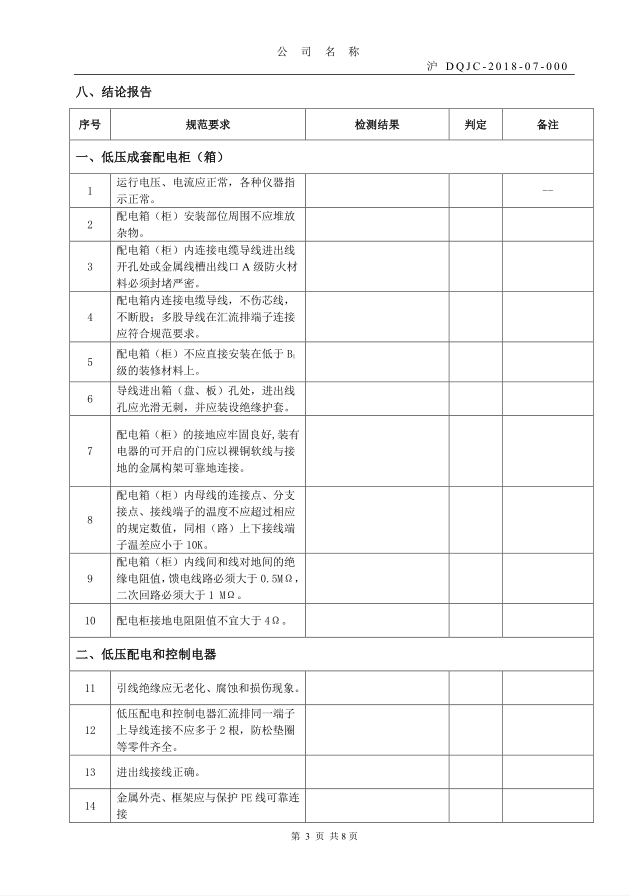 公 司 名 称
沪 DQJC-2018-07-000
八、结论报告
序号 规范要求 检测结果 判定 备注
一、低压成套配电柜（箱）
1 运行电压、电流应正常，各种仪器指 --
示正常。
2 配电箱（柜）安装部位周围不应堆放
杂物。
3 配电箱（柜）内连接电缆导线进出线
开孔处或金属线槽出线口 A 级防火材
料必须封堵严密。
4 配电箱内连接电缆导线，不伤芯线，
不断股；多股导线在汇流排端子连接
应符合规范要求。
5 配电箱（柜）不应直接安装在低于 B₁
级的装修材料上。
6 导线进出箱（盘、板）孔处，进出线
孔应光滑无刺，并应装设绝缘护套。
7 配电箱（柜）的接地应牢固良好,装有
电器的可开启的门应以裸铜软线与接
地的金属构架可靠地连接。
8 配电箱（柜）内母线的连接点、分支
接点、接线端子的温度不应超过相应
的规定数值，同相（路）上下接线端
子温差应小于 10K。
9 配电箱（柜）内线间和线对地间的绝
缘电阻值，馈电线路必须大于 0.5MΩ，
二次回路必须大于 1 MΩ。
10 配电柜接地电阻阻值不宜大于 4Ω。
二、低压配电和控制电器
11 引线绝缘应无老化、腐蚀和损伤现象。
12 低压配电和控制电器汇流排同一端子
上导线连接不应多于 2 根，防松垫圈
等零件齐全。
13 进出线接线正确。
14 金属外壳、框架应与保护 PE 线可靠连
接
第 3 页 共 8 页